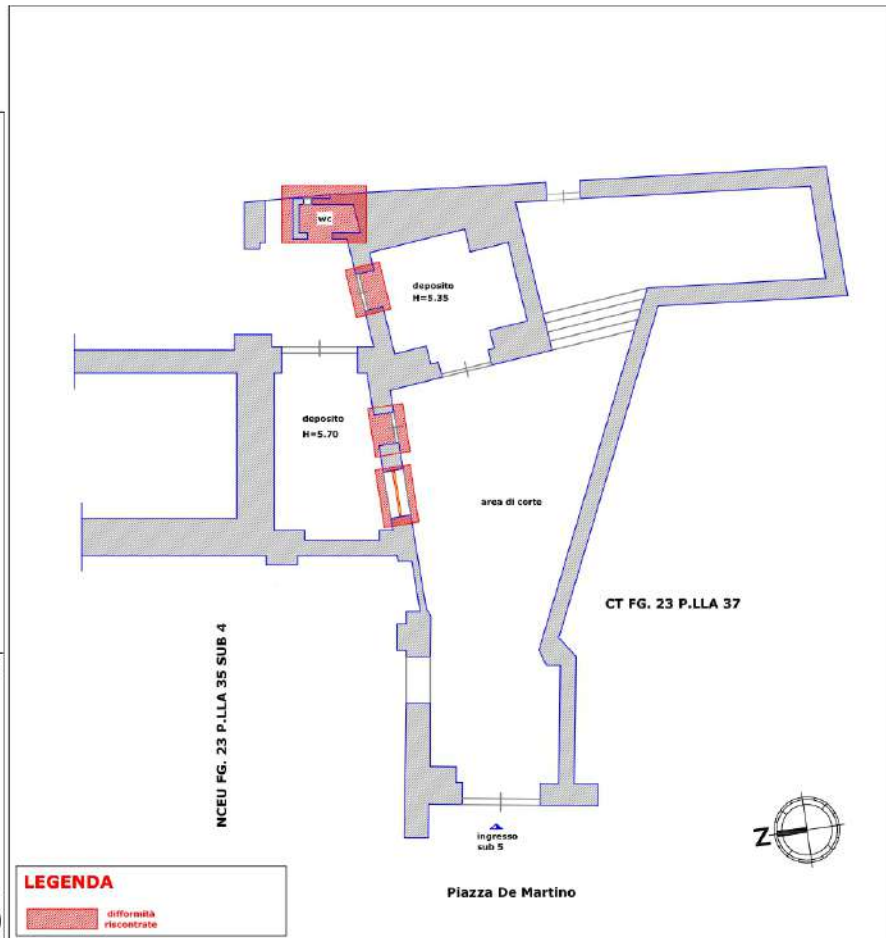 wc
deposito
H=5.35
deposito
H=5.70
area di corte
CT FG. 23 P.LLA 37
NCEU FG. 23 P.LLA 35 SUB 4
ingresso
sub 5
Z
Piazza De Martino
LEGENDA
difformità
riscontrate